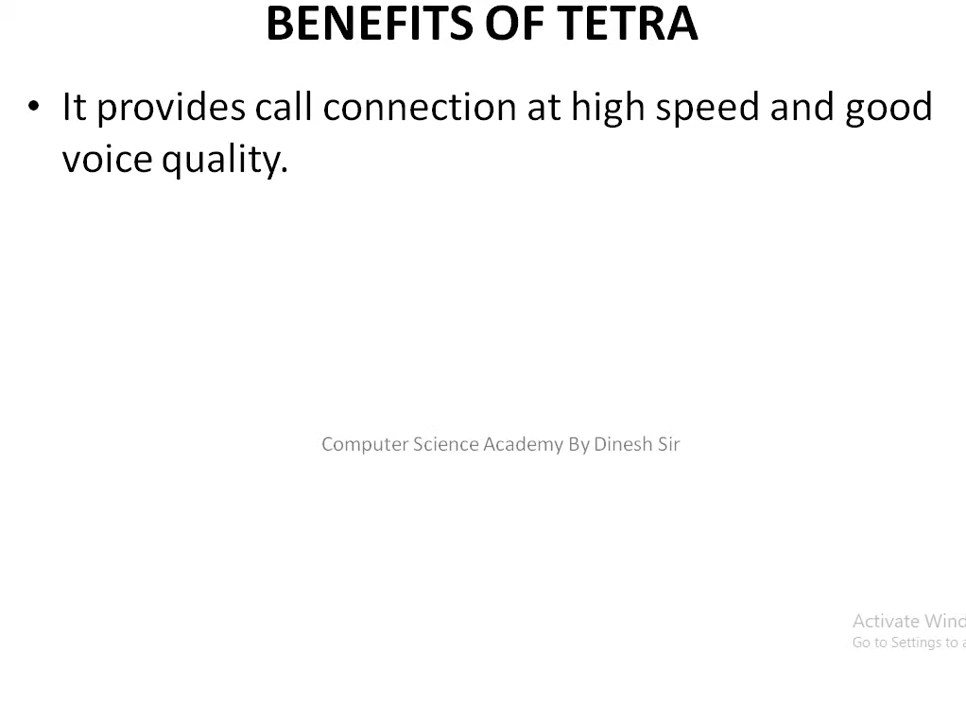 BENEFITS OF TETRA
• It provides call connection at high speed and good
voice quality.
Computer Science Academy By Dinesh Sir
Activate Wind
Go to Settings to a